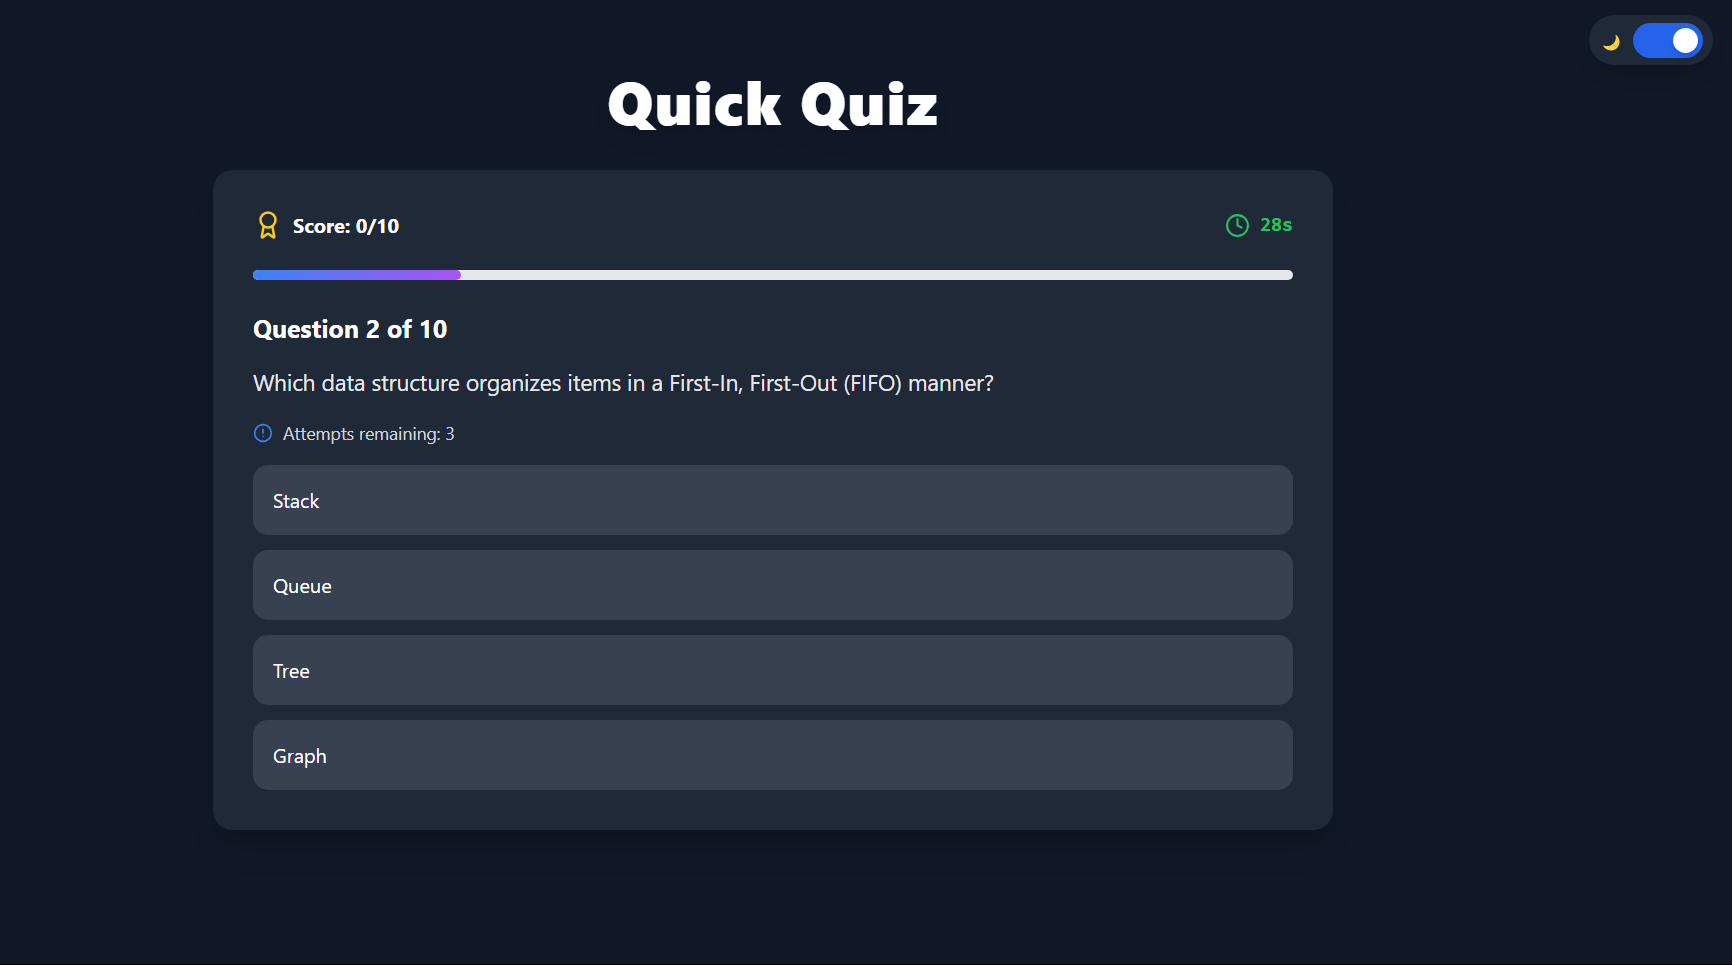 Quick Quiz
Score: 0/10
28s
Question 2 of 10
Which data structure organizes items in a First-In, First-Out (FIFO) manner?
Attempts remaining: 3
Stack
Queue
Tree
Graph